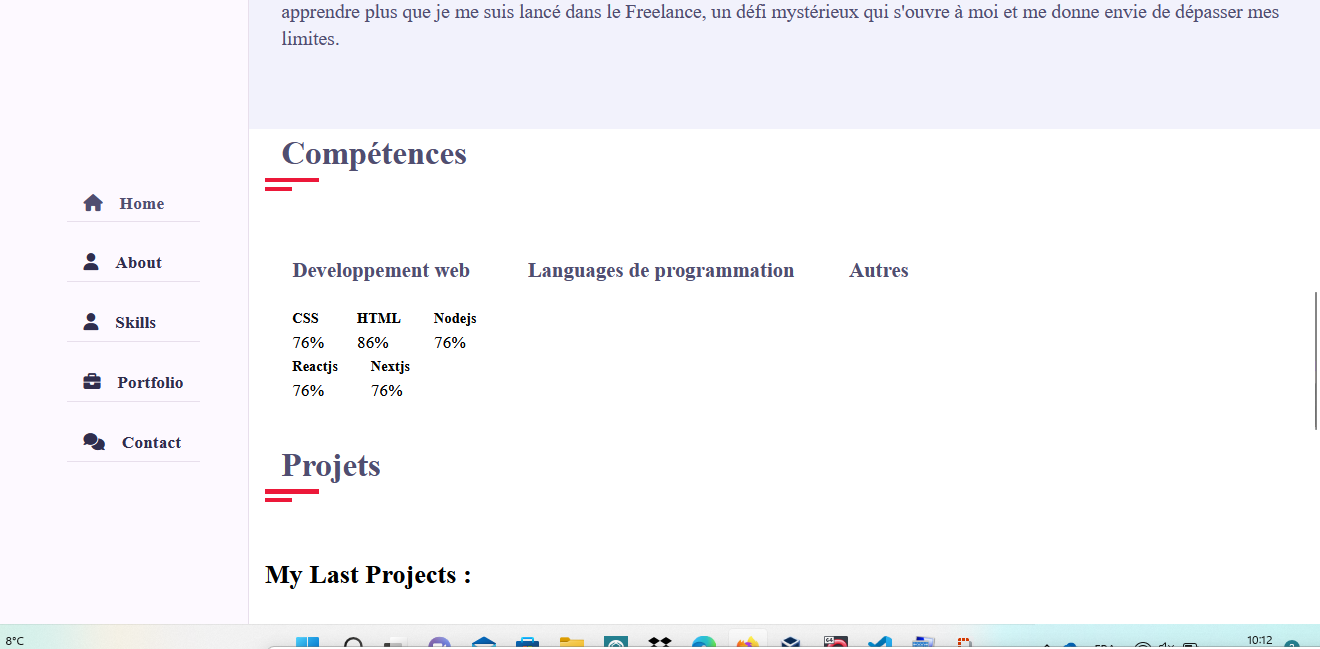 apprendre plus que je me suis lancé dans le Freelance, un défi mystérieux qui s'ouvre à moi et me donne envie de dépasser mes
limites.
Home
About
Skills
Portfolio
Contact
Compétences
Developpement web Languages de programmation Autres
CSS HTML Nodejs
76% 86% 76%
Reactjs Nextjs
76% 76%
Projets
My Last Projects :
8°C
10:12